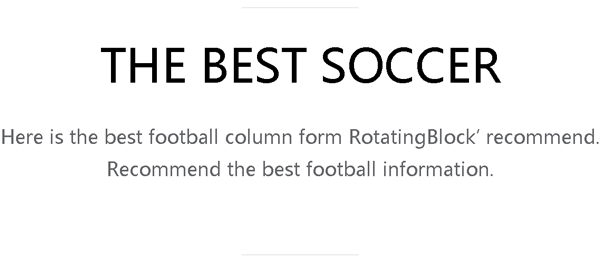 THE BEST SOCCER
Here is the best football column form RotatingBlock’ recommend.
Recommend the best football information.